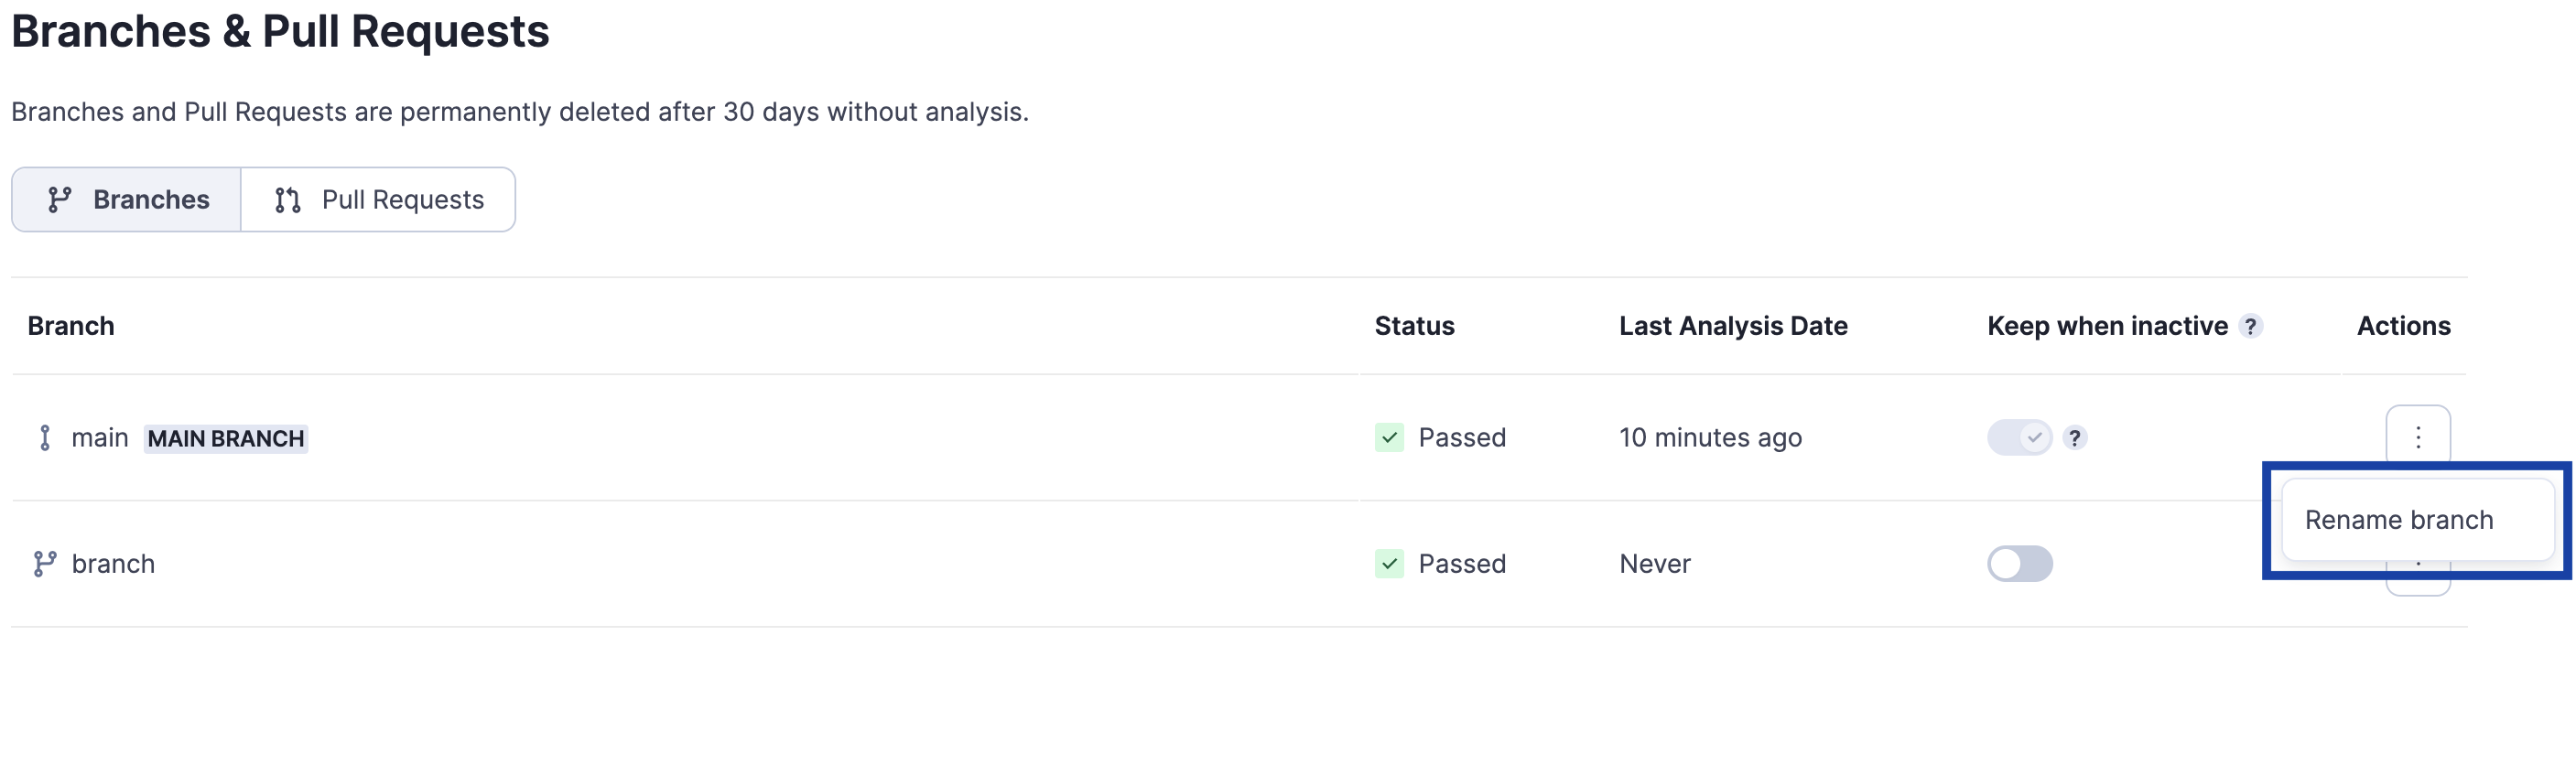 Branches & Pull Requests
Branches and Pull Requests are permanently deleted after 30 days without analysis.
Branches Pull Requests
Branch Status Last Analysis Date Keep when inactive ? Actions
main MAIN BRANCH Passed 10 minutes ago ?
Rename branch
branch Passed Never